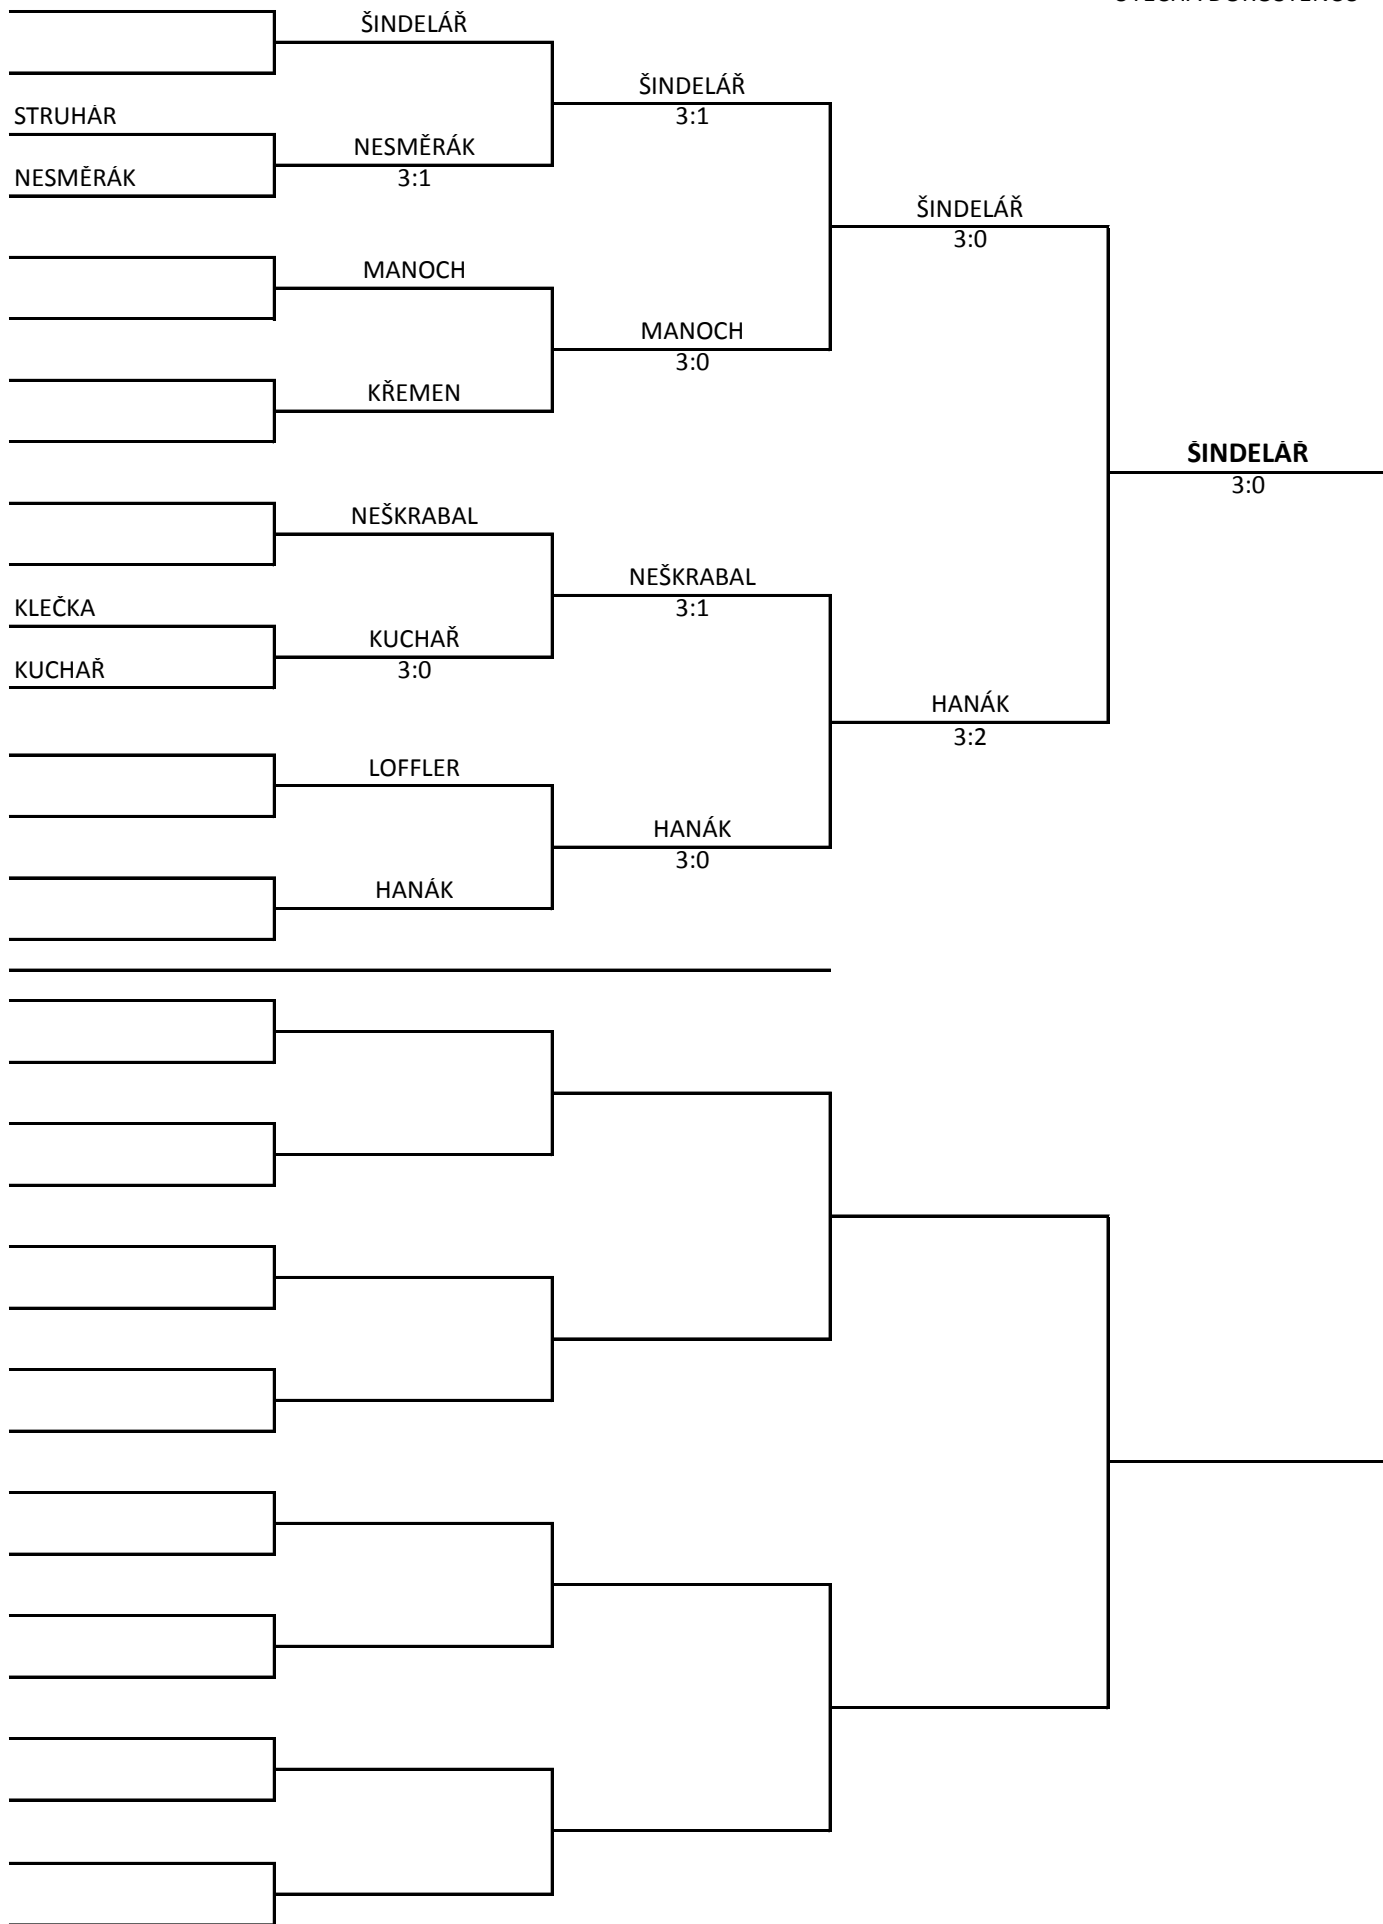 ŠINDELÁŘ
ŠINDELÁŘ
STRUHÁR
3:1
NESMĚRÁK
NESMĚRÁK
3:1
ŠINDELÁŘ
3:0
MANOCH
MANOCH
3:0
KŘEMEN
ŠINDELÁŘ
3:0
NEŠKRABAL
NEŠKRABAL
KLEČKA
3:1
KUCHAŘ
KUCHAŘ
3:0
HANÁK
3:2
LOFFLER
HANÁK
3:0
HANÁK